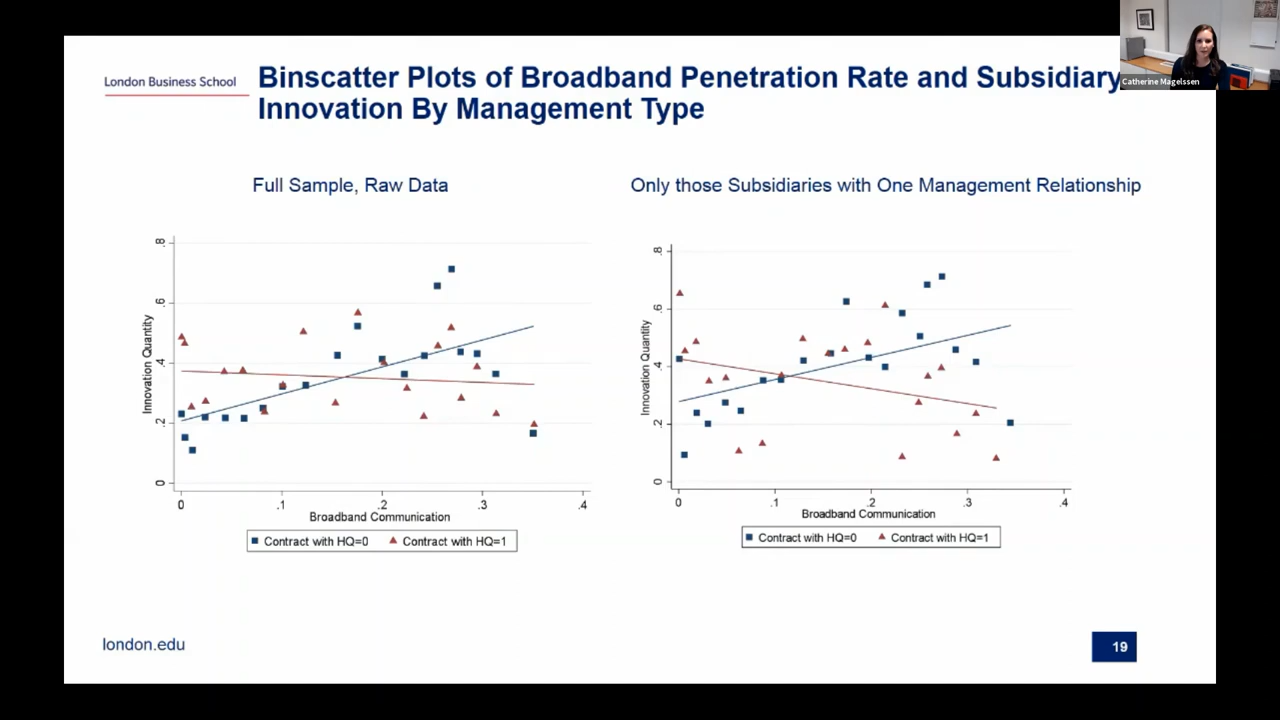 Catherine Magelssen
London Business School
Binscatter Plots of Broadband Penetration Rate and Subsidiary
Innovation By Management Type
Full Sample, Raw Data
Only those Subsidiaries with One Management Relationship
.8
.6
.4
.2
0
Innovation Quantity
0 .1 .2 .3 .4
Broadband Communication
Contract with HQ=0 Contract with HQ=1
.8
.6
.4
.2
0
Innovation Quantity
0 .1 .2 .3 .4
Broadband Communication
Contract with HQ=0 Contract with HQ=1
london.edu
19